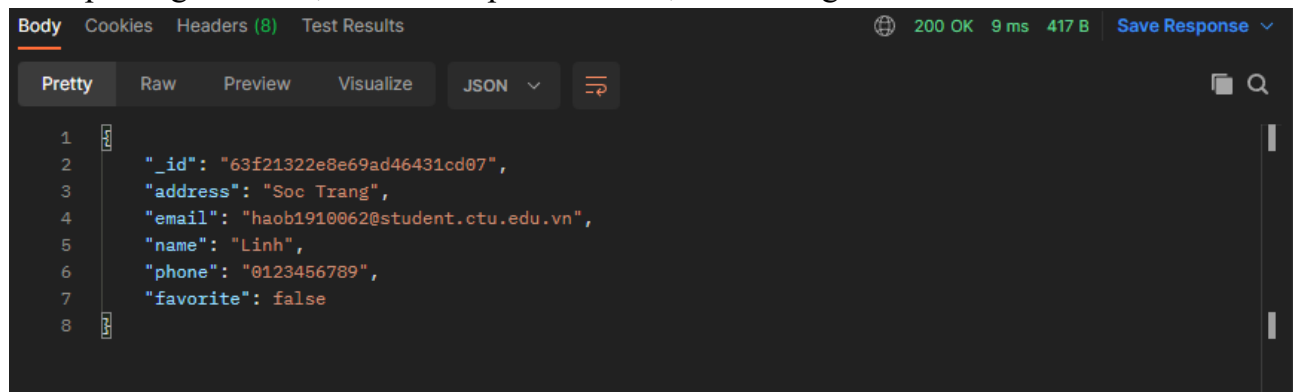 Body Cookies Headers (8) Test Results 200 OK 9 ms 417 B Save Response
Pretty Raw Preview Visualize JSON
1 {
2 "_id": "63f21322e8e69ad46431cd07",
3 "address": "Soc Trang",
4 "email": "haob1910062@student.ctu.edu.vn",
5 "name": "Linh",
6 "phone": "0123456789",
7 "favorite": false
8 }